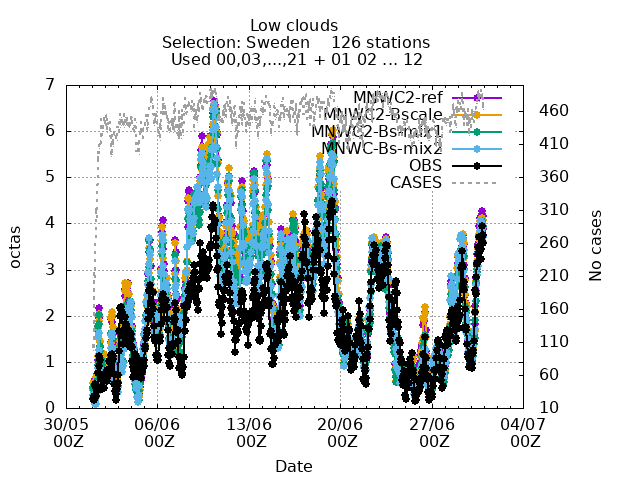 Low clouds
Selection: Sweden 126 stations
Used 00,03,...,21 + 01 02 ... 12
7
6
5
4
3
2
1
0
octas
MNWC2-ref
MNWC2-Bscale
MNWC2-Bs-mix1
MNWC-Bs-mix2
OBS
CASES
460
410
360
310
260
210
160
110
60
10
No cases
30/05 06/06 13/06 20/06 27/06 04/07
00Z 00Z 00Z 00Z 00Z 00Z
Date